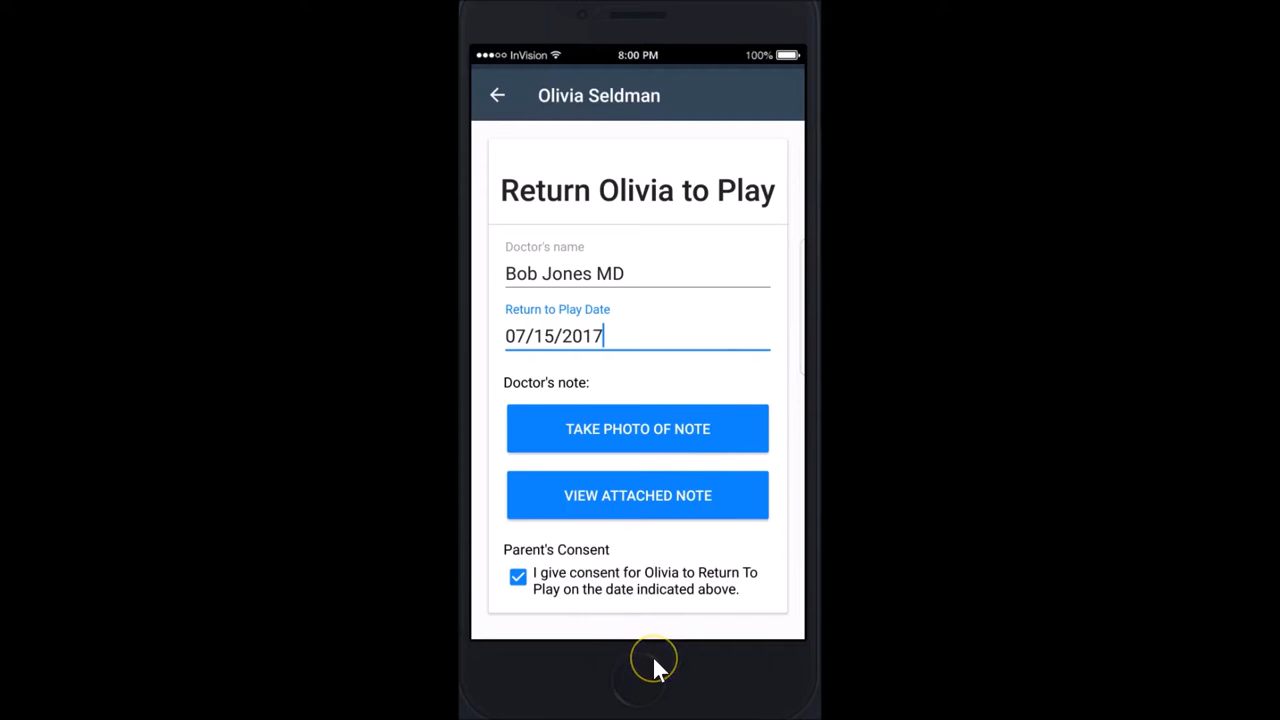 InVision 8:00 PM 100%
Olivia Seldman
Return Olivia to Play
Doctor's name
Bob Jones MD
Return to Play Date
07/15/2017
Doctor's note:
TAKE PHOTO OF NOTE
VIEW ATTACHED NOTE
Parent's Consent
I give consent for Olivia to Return To
Play on the date indicated above.